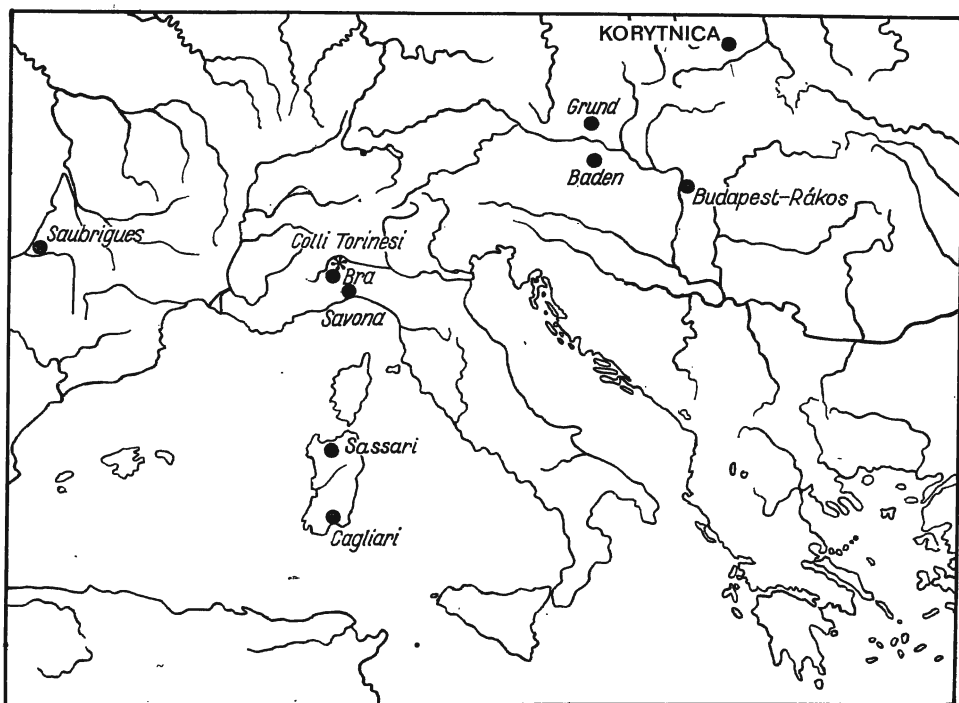 KORYTNICA
Grund
Baden
Budapest-Rákos
Saubrigues
Colli Torinesi
Bra
Savona
Sassari
Cagliari